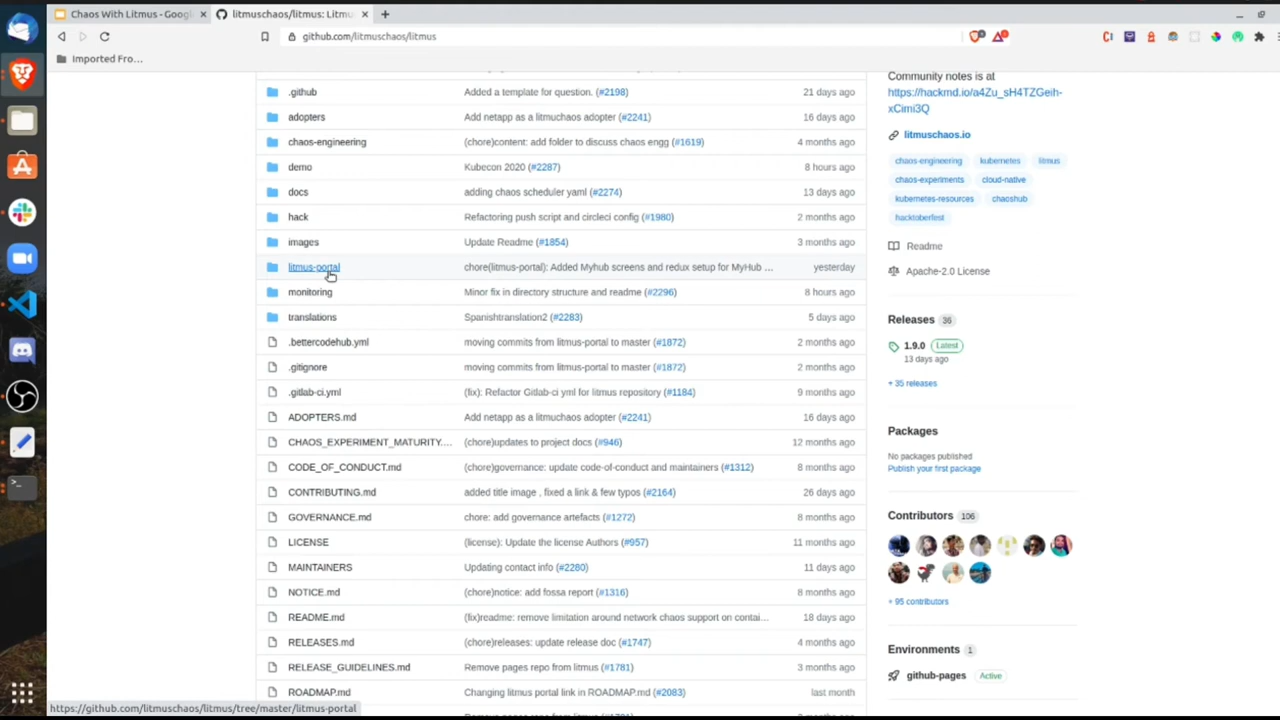 Chaos With Litmus - Google
litmuschaos/litmus: Litmu
github.com/litmuschaos/litmus
Imported Fro...
.github Added a template for question. (#2198) 21 days ago
adopters Add netapp as a litmuchaos adopter (#2241) 16 days ago
chaos-engineering (chore)content: add folder to discuss chaos engg (#1619) 4 months ago
demo Kubecon 2020 (#2287) 8 hours ago
docs adding chaos scheduler yaml (#2274) 13 days ago
hack Refactoring push script and circleci config (#1980) 2 months ago
images Update Readme (#1854) 3 months ago
litmus-portal chore(litmus-portal): Added Myhub screens and redux setup for MyHub ... yesterday
monitoring Minor fix in directory structure and readme (#2296) 8 hours ago
translations Spanishtranslation2 (#2283) 5 days ago
.bettercodehub.yml moving commits from litmus-portal to master (#1872) 2 months ago
.gitignore moving commits from litmus-portal to master (#1872) 2 months ago
.gitlab-ci.yml (fix): Refactor Gitlab-ci yml for litmus repository (#1184) 9 months ago
ADOPTERS.md Add netapp as a litmuchaos adopter (#2241) 16 days ago
CHAOS_EXPERIMENT_MATURITY.... (chore)updates to project docs (#946) 12 months ago
CODE_OF_CONDUCT.md (chore)governance: update code-of-conduct and maintainers (#1312) 8 months ago
CONTRIBUTING.md added title image , fixed a link & few typos (#2164) 26 days ago
GOVERNANCE.md chore: add governance artefacts (#1272) 8 months ago
LICENSE (license): Update the license Authors (#957) 11 months ago
MAINTAINERS Updating contact info (#2280) 11 days ago
NOTICE.md (chore)notice: add fossa report (#1316) 8 months ago
README.md (fix)readme: remove limitation around network chaos support on contai... 18 days ago
RELEASES.md (chore)releases: update release doc (#1747) 4 months ago
RELEASE_GUIDELINES.md Remove pages repo from litmus (#1781) 3 months ago
ROADMAP.md Changing litmus portal link in ROADMAP.md (#2083) last month
https://github.com/litmuschaos/litmus/tree/master/litmus-portal
Community notes is at
https://hackmd.io/a4Zu_sH4TZGeih-
xCimi3Q
litmuschaos.io
chaos-engineering kubernetes litmus
chaos-experiments cloud-native
kubernetes-resources chaoshub
hacktoberfest
Readme
Apache-2.0 License
Releases 36
1.9.0 Latest
13 days ago
+ 35 releases
Packages
No packages published
Publish your first package
Contributors 106
+ 95 contributors
Environments 1
github-pages Active